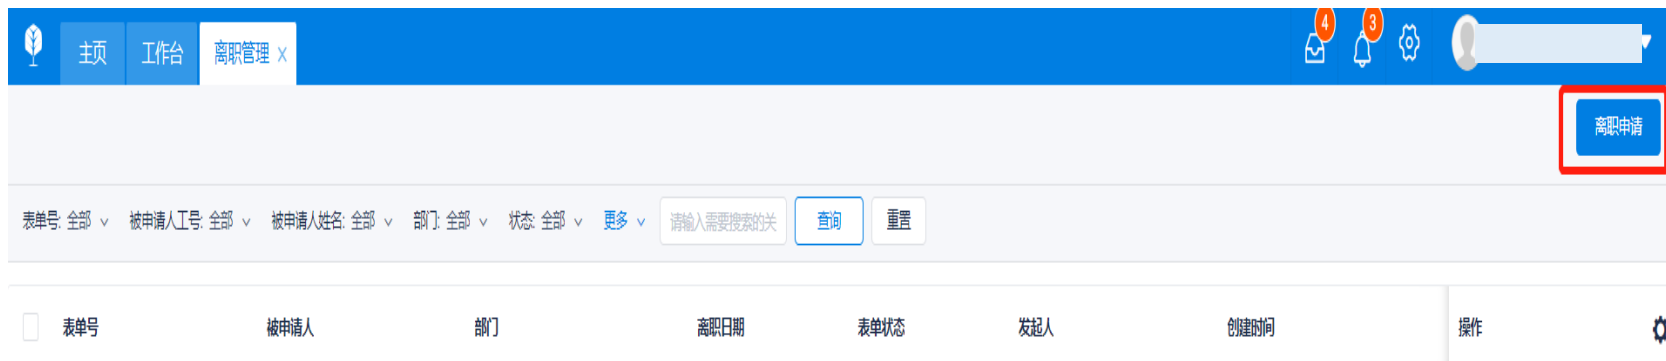 主页 工作台 离职管理 × 4 3
离职申请
表单号: 全部 被申请人工号: 全部 被申请人姓名: 全部 部门: 全部 状态: 全部 更多 请输入需要搜索的关 查询 重置
表单号 被申请人 部门 离职日期 表单状态 发起人 创建时间 操作